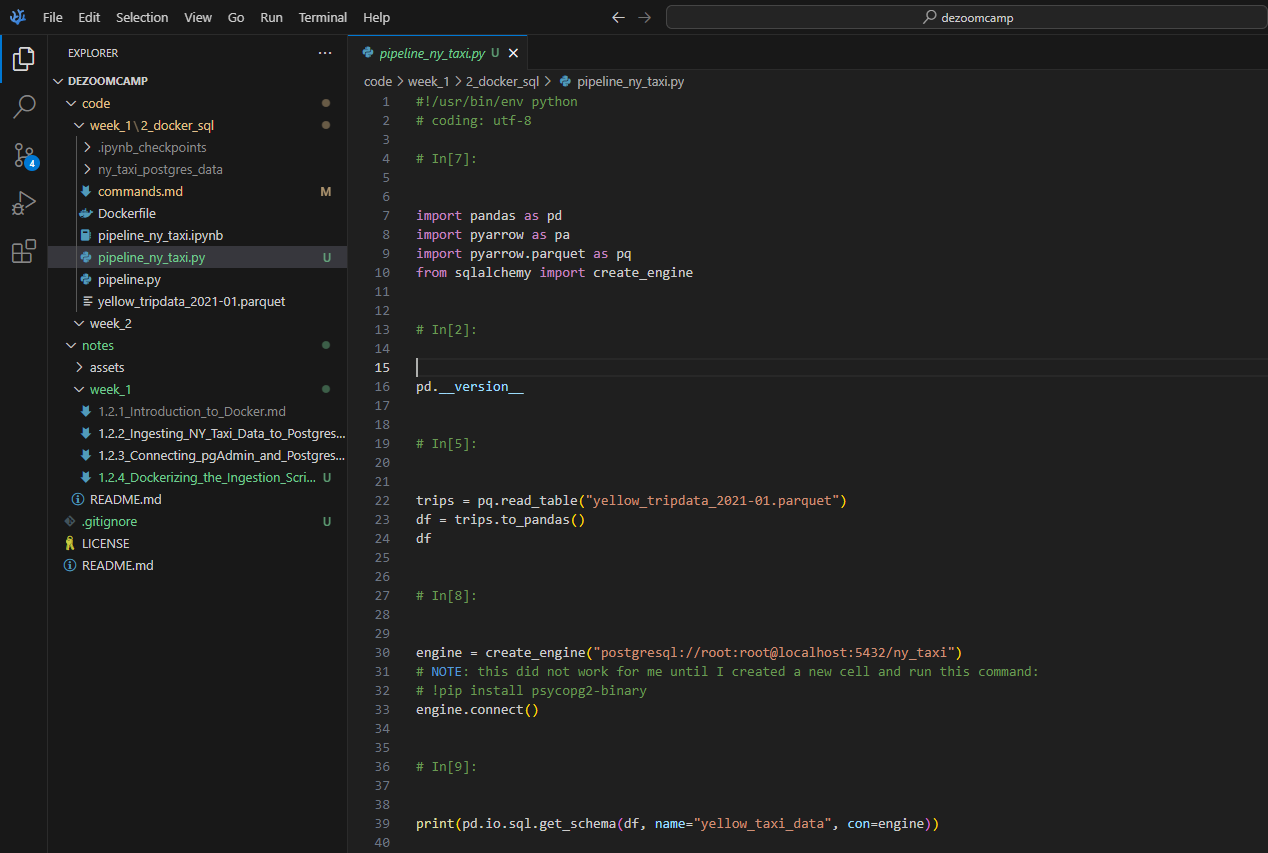 File Edit Selection View Go Run Terminal Help
dezoomcamp
EXPLORER
DEZOOMCAMP
code
week_1\2_docker_sql
.ipynb_checkpoints
ny_taxi_postgres_data
commands.md M
Dockerfile
pipeline_ny_taxi.ipynb
pipeline_ny_taxi.py U
pipeline.py
yellow_tripdata_2021-01.parquet
week_2
notes
assets
week_1
1.2.1_Introduction_to_Docker.md
1.2.2_Ingesting_NY_Taxi_Data_to_Postgres...
1.2.3_Connecting_pgAdmin_and_Postgres...
1.2.4_Dockerizing_the_Ingestion_Scri... U
README.md
.gitignore U
LICENSE
README.md
4
pipeline_ny_taxi.py U
code > week_1 > 2_docker_sql > pipeline_ny_taxi.py
1 #!/usr/bin/env python
2 # coding: utf-8
3
4 # In[7]:
5
6
7 import pandas as pd
8 import pyarrow as pa
9 import pyarrow.parquet as pq
10 from sqlalchemy import create_engine
11
12
13 # In[2]:
14
15
16 pd.__version__
17
18
19 # In[5]:
20
21
22 trips = pq.read_table("yellow_tripdata_2021-01.parquet")
23 df = trips.to_pandas()
24 df
25
26
27 # In[8]:
28
29
30 engine = create_engine("postgresql://root:root@localhost:5432/ny_taxi")
31 # NOTE: this did not work for me until I created a new cell and run this command:
32 # !pip install psycopg2-binary
33 engine.connect()
34
35
36 # In[9]:
37
38
39 print(pd.io.sql.get_schema(df, name="yellow_taxi_data", con=engine))
40